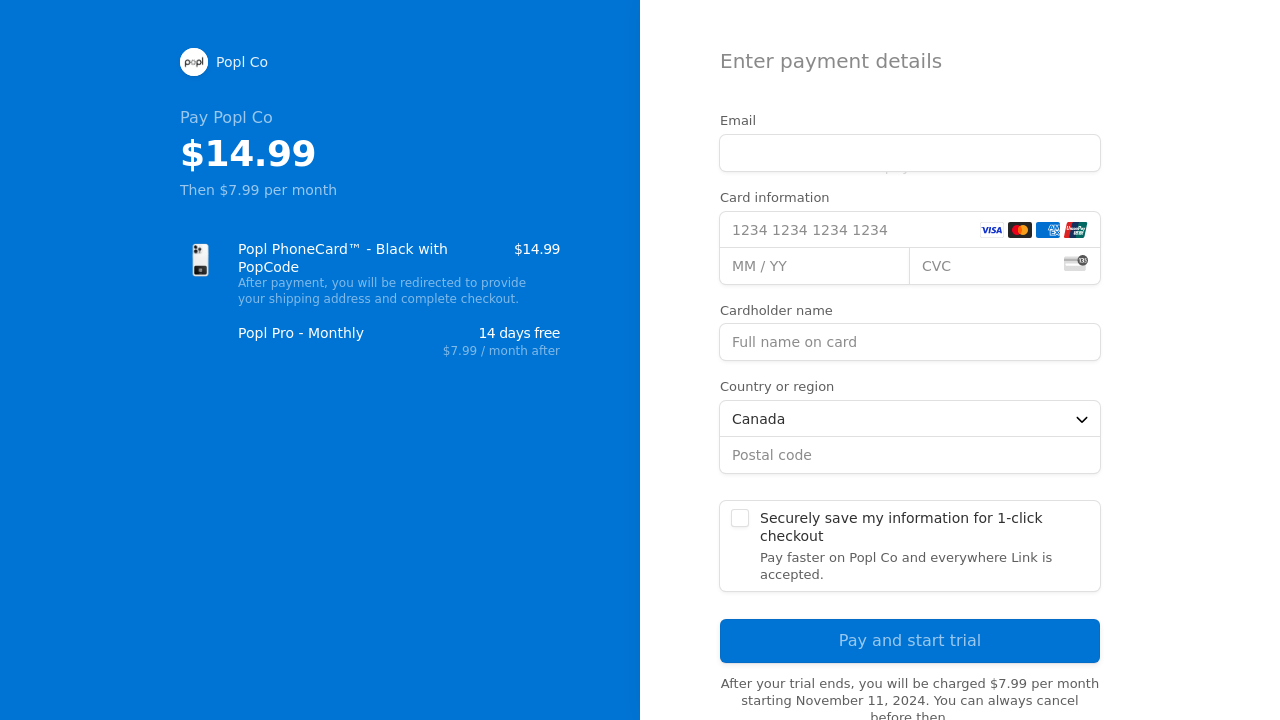 popl
Popl Co
Pay Popl Co
$14.99
Then $7.99 per month
Popl PhoneCard™ - Black with PopCode
$14.99
After payment, you will be redirected to provide
your shipping address and complete checkout.
Popl Pro - Monthly
14 days free
$7.99 / month after
Enter payment details
Email
Card information
1234 1234 1234 1234
VISA
AMEX
UnionPay
MM / YY
CVC
135
Cardholder name
Full name on card
Country or region
Canada
Postal code
Securely save my information for 1-click
checkout
Pay faster on Popl Co and everywhere Link is
accepted.
Pay and start trial
After your trial ends, you will be charged $7.99 per month
starting November 11, 2024. You can always cancel
before then.